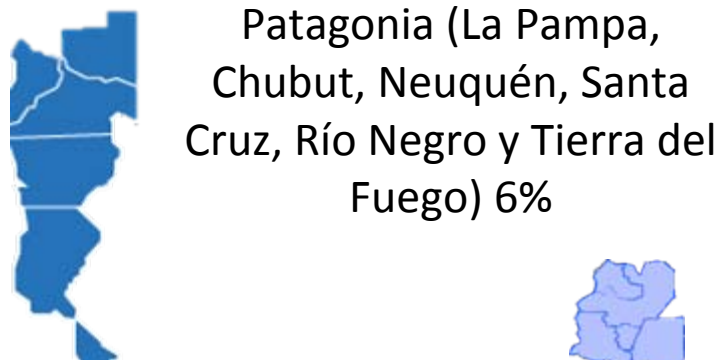 Patagonia (La Pampa,
Chubut, Neuquén, Santa
Cruz, Río Negro y Tierra del
Fuego) 6%